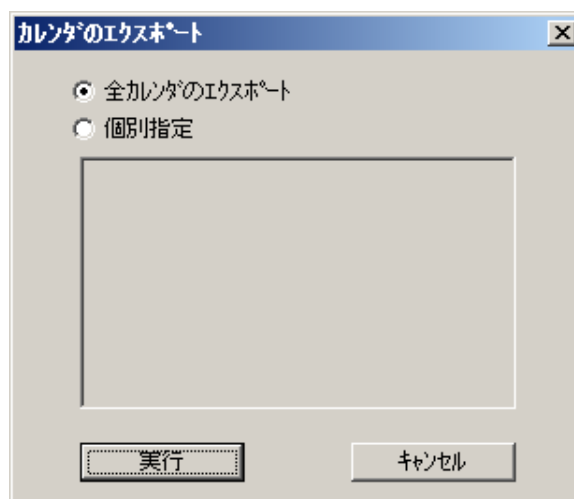 カレンダのエクスポート
全カレンダのエクスポート
個別指定
実行
キャンセル